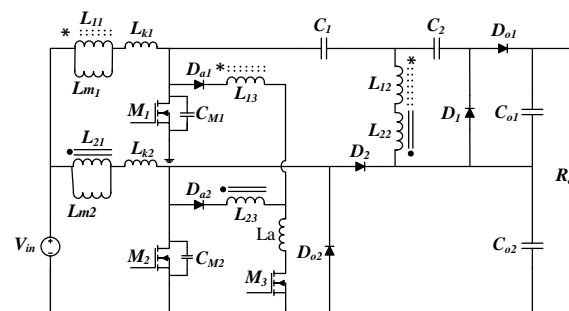 L11
Lk1
C1
C2
Do1
*
Lm1
Da1
*
L13
L12
*
M1
CM1
D1
Co1
L21
Lk2
L22
D2
Lm2
Da2
L23
La
Vin
M2
CM2
M3
Do2
Co2